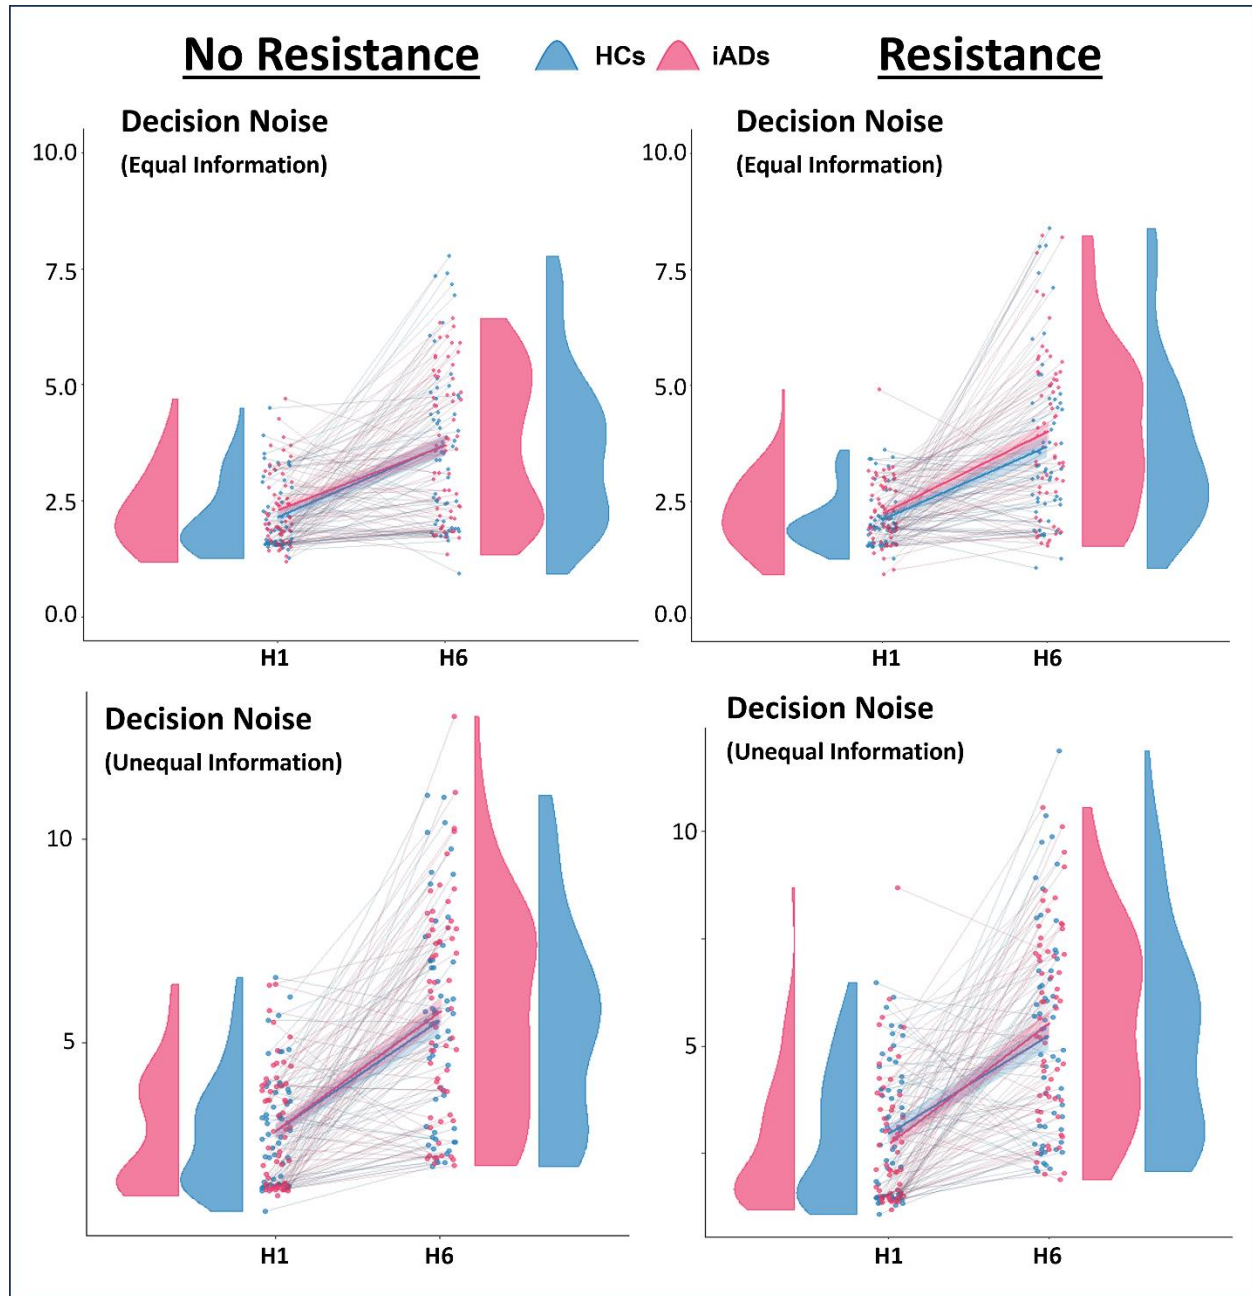 No Resistance
HCs iADs
Resistance
Decision Noise
(Equal Information)
10.0
7.5
5.0
2.5
0.0
H1 H6
Decision Noise
(Equal Information)
10.0
7.5
5.0
2.5
0.0
H1 H6
Decision Noise
(Unequal Information)
10
5
H1 H6
Decision Noise
(Unequal Information)
10
5
H1 H6